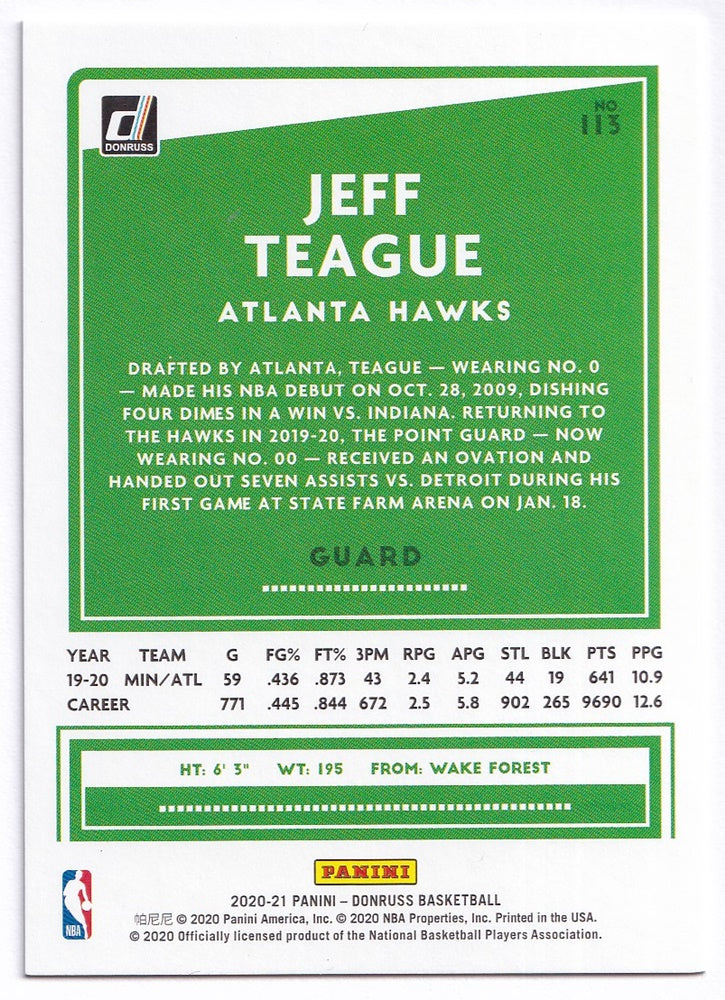 DONRUSS
NO
113
JEFF
TEAGUE
ATLANTA HAWKS
DRAFTED BY ATLANTA, TEAGUE — WEARING NO. 0
— MADE HIS NBA DEBUT ON OCT. 28, 2009, DISHING
FOUR DIMES IN A WIN VS. INDIANA. RETURNING TO
THE HAWKS IN 2019-20, THE POINT GUARD — NOW
WEARING NO. 00 — RECEIVED AN OVATION AND
HANDED OUT SEVEN ASSISTS VS. DETROIT DURING HIS
FIRST GAME AT STATE FARM ARENA ON JAN. 18.
GUARD
YEAR TEAM G FG% FT% 3PM RPG APG STL BLK PTS PPG
19-20 MIN/ATL 59 .436 .873 43 2.4 5.2 44 19 641 10.9
CAREER 771 .445 .844 672 2.5 5.8 902 265 9690 12.6
HT: 6' 3" WT: 195 FROM: WAKE FOREST
PANINI
2020-21 PANINI – DONRUSS BASKETBALL
帕尼尼 © 2020 Panini America, Inc. © 2020 NBA Properties, Inc. Printed in the USA.
© 2020 Officially licensed product of the National Basketball Players Association.
NBA